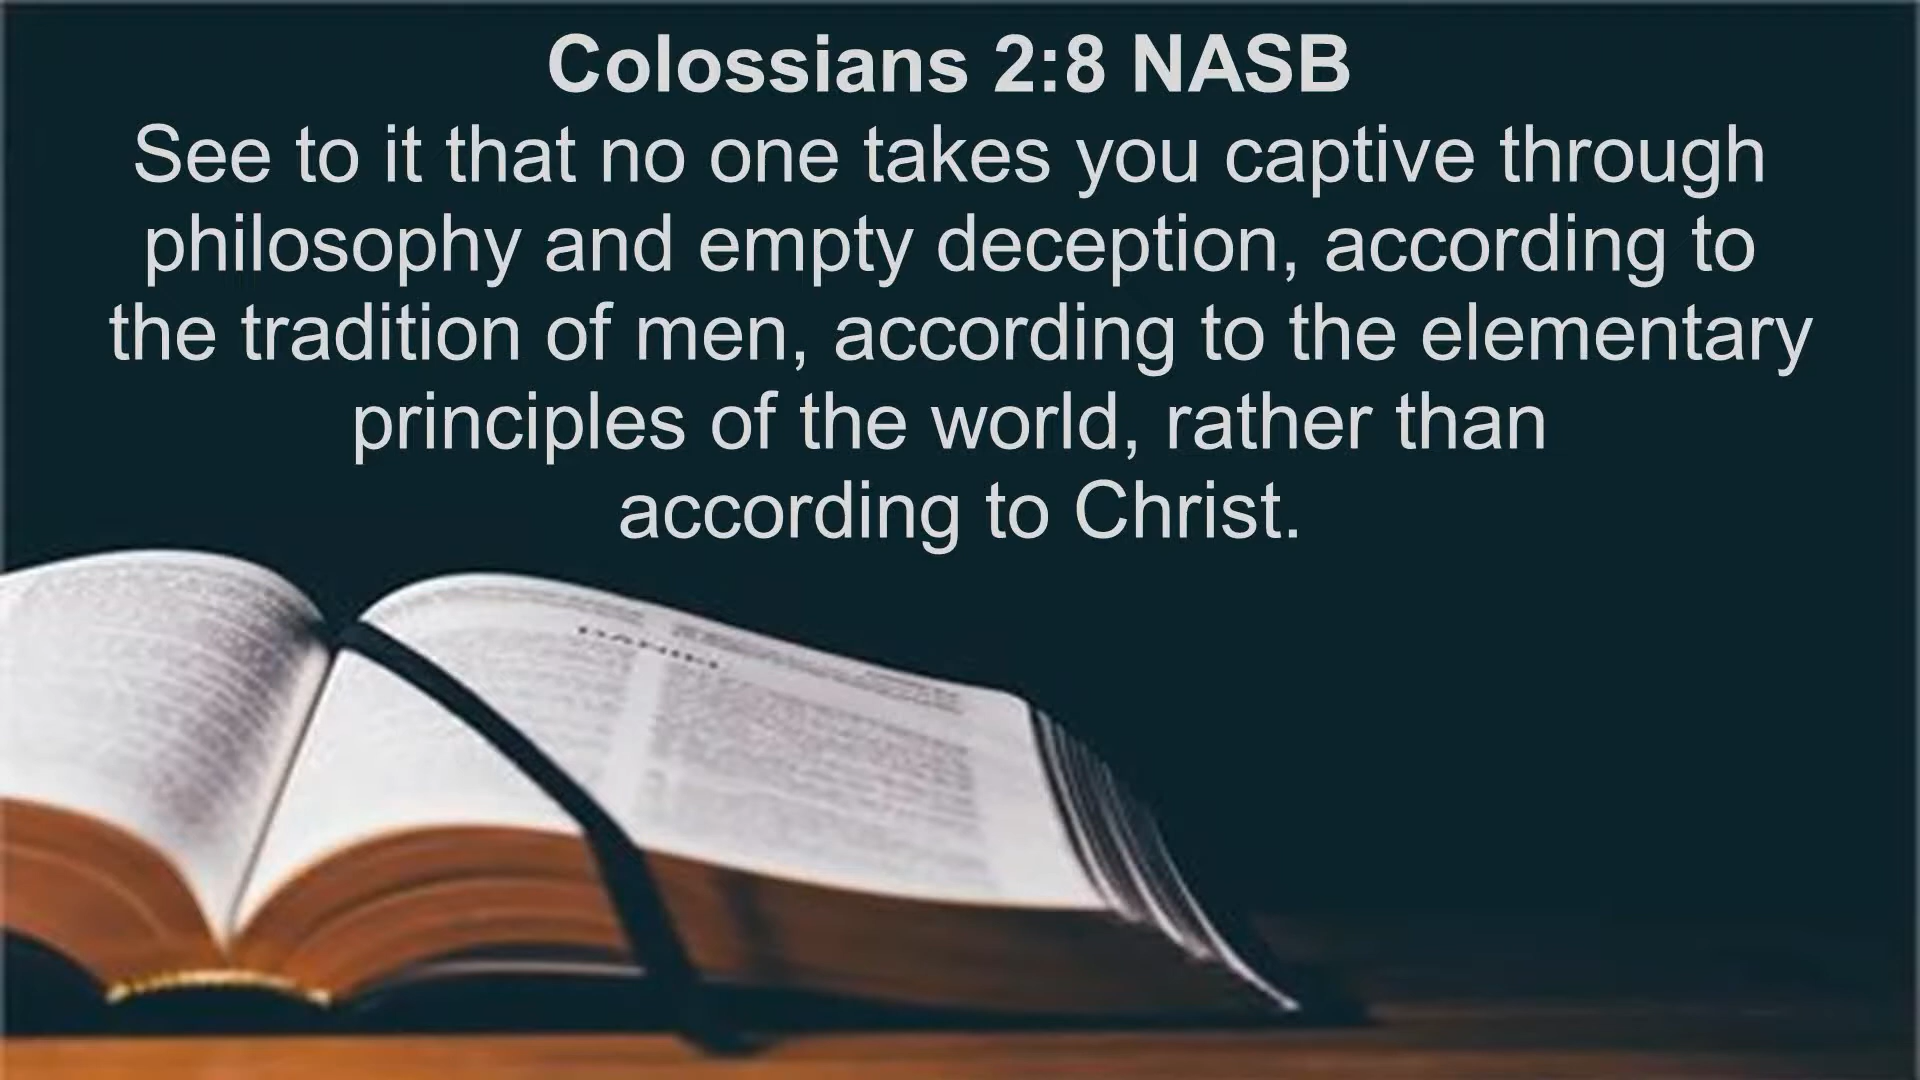 Colossians 2:8 NASB
See to it that no one takes you captive through
philosophy and empty deception, according to
the tradition of men, according to the elementary
principles of the world, rather than
according to Christ.